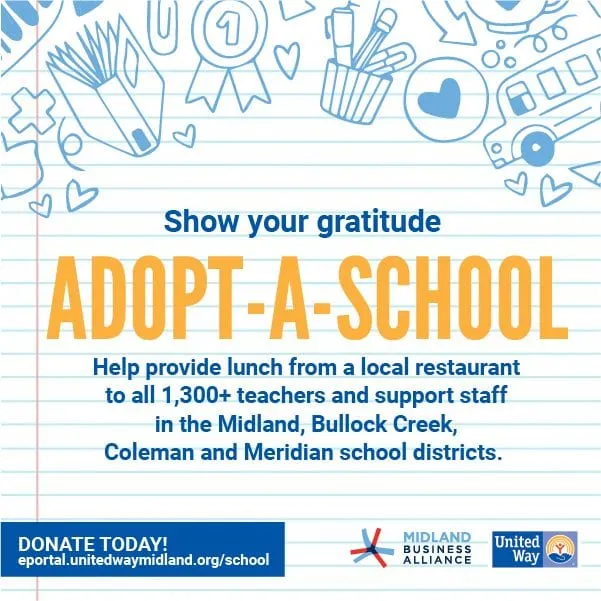 1
Show your gratitude
ADOPT-A-SCHOOL
Help provide lunch from a local restaurant
to all 1,300+ teachers and support staff
in the Midland, Bullock Creek,
Coleman and Meridian school districts.
DONATE TODAY!
eportal.unitedwaymidland.org/school
MIDLAND
BUSINESS
ALLIANCE
United
Way